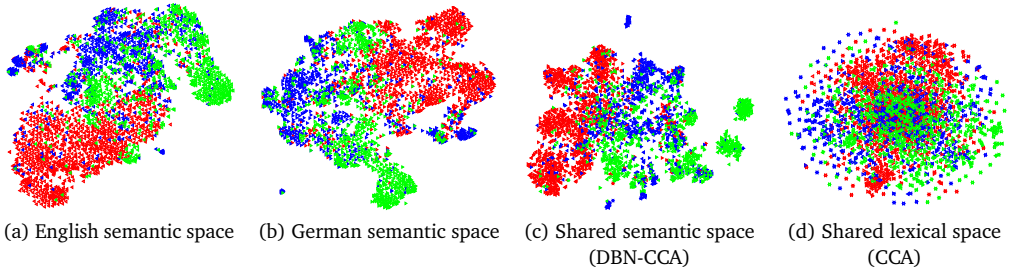 (a) English semantic space
(b) German semantic space
(c) Shared semantic space
(DBN-CCA)
(d) Shared lexical space
(CCA)